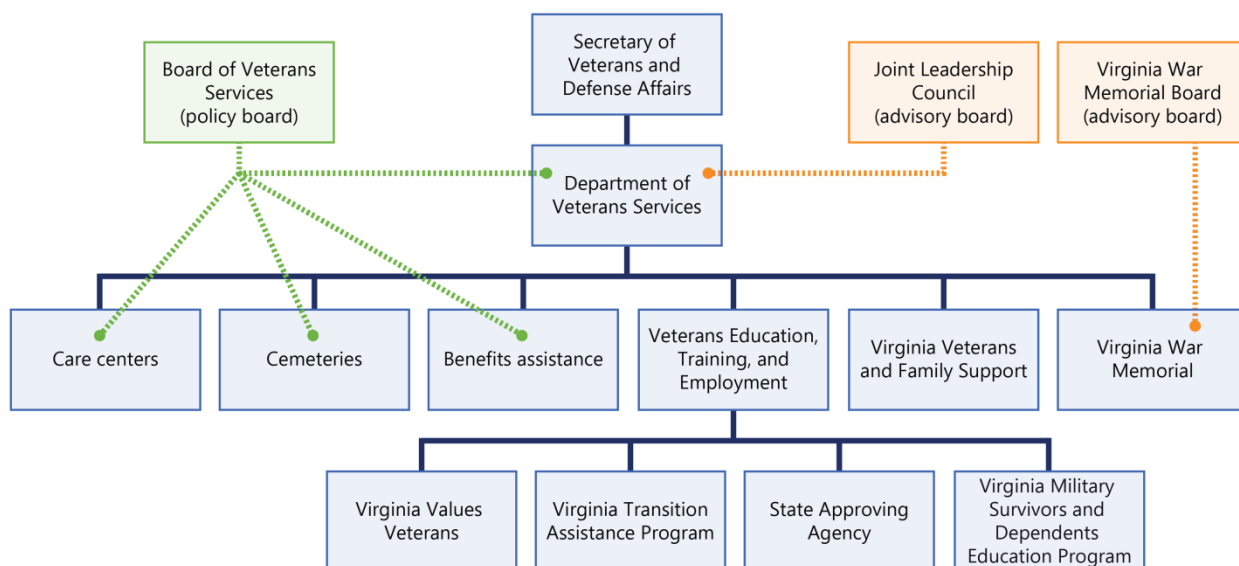 Board of Veterans
Services
(policy board)
Secretary of
Veterans and
Defense Affairs
Joint Leadership
Council
(advisory board)
Virginia War
Memorial Board
(advisory board)
Department of
Veterans Services
Care centers
Cemeteries
Benefits assistance
Veterans Education,
Training, and
Employment
Virginia Veterans
and Family Support
Virginia War
Memorial
Virginia Values
Veterans
Virginia Transition
Assistance Program
State Approving
Agency
Virginia Military
Survivors and
Dependents
Education Program